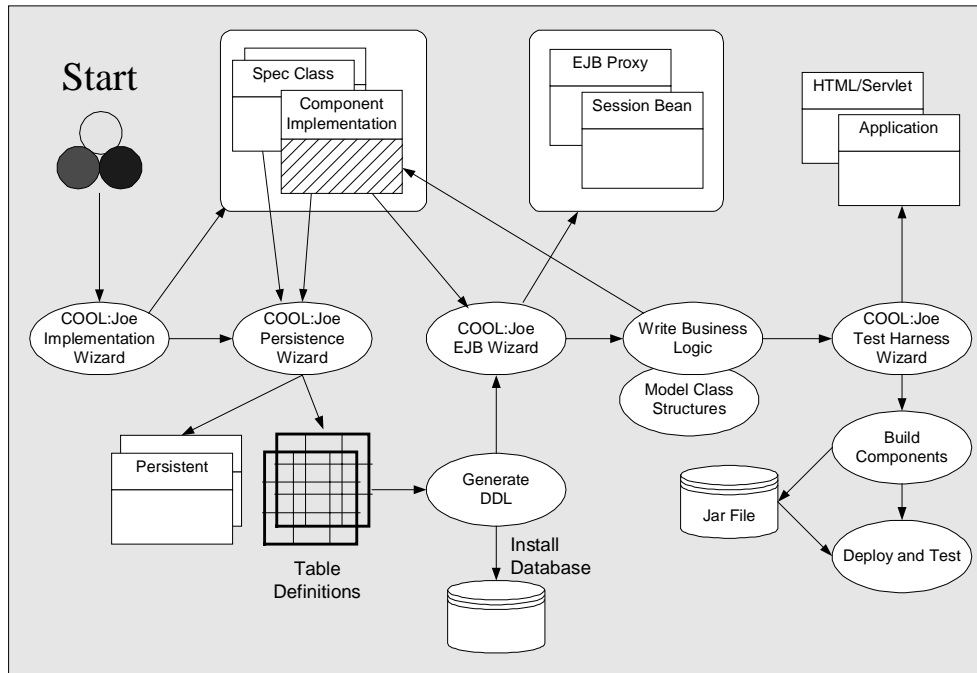 Start
Spec Class
Component
Implementation
EJB Proxy
Session Bean
HTML/Servlet
Application
COOL:Joe
Implementation
Wizard
COOL:Joe
Persistence
Wizard
COOL:Joe
EJB Wizard
Write Business
Logic
Model Class
Structures
COOL:Joe
Test Harness
Wizard
Persistent
Table
Definitions
Generate
DDL
Install
Database
Build
Components
Jar File
Deploy and Test